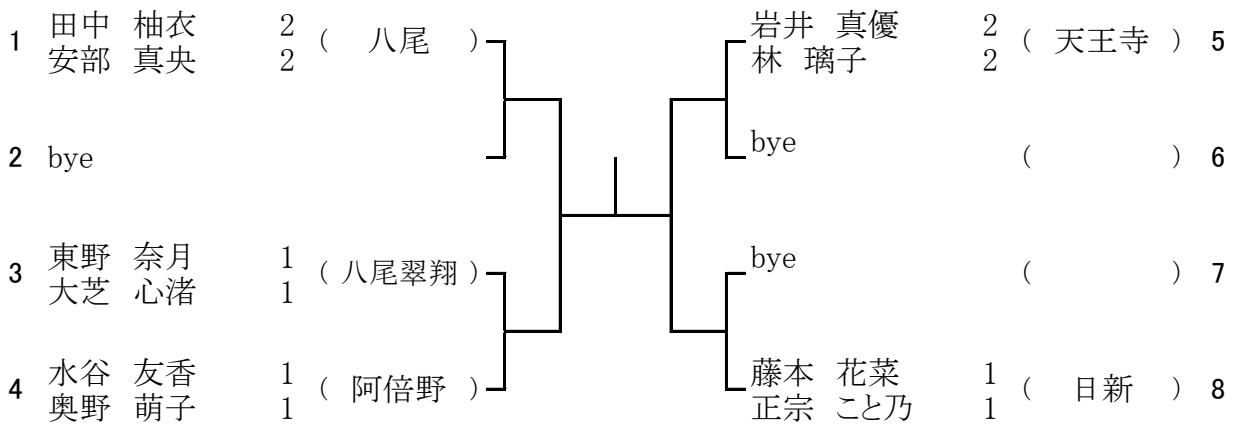 1 田中 柚衣 2 ( 八尾 )
安部 真央 2
2 bye
3 東野 奈月 1 ( 八尾翠翔 )
大芝 心渚 1
4 水谷 友香 1 ( 阿倍野 )
奥野 萌子 1
岩井 真優 2 ( 天王寺 ) 5
林 璃子 2
bye ( ) 6
bye ( ) 7
藤本 花菜 1 ( 日新 ) 8
正宗 こと乃 1